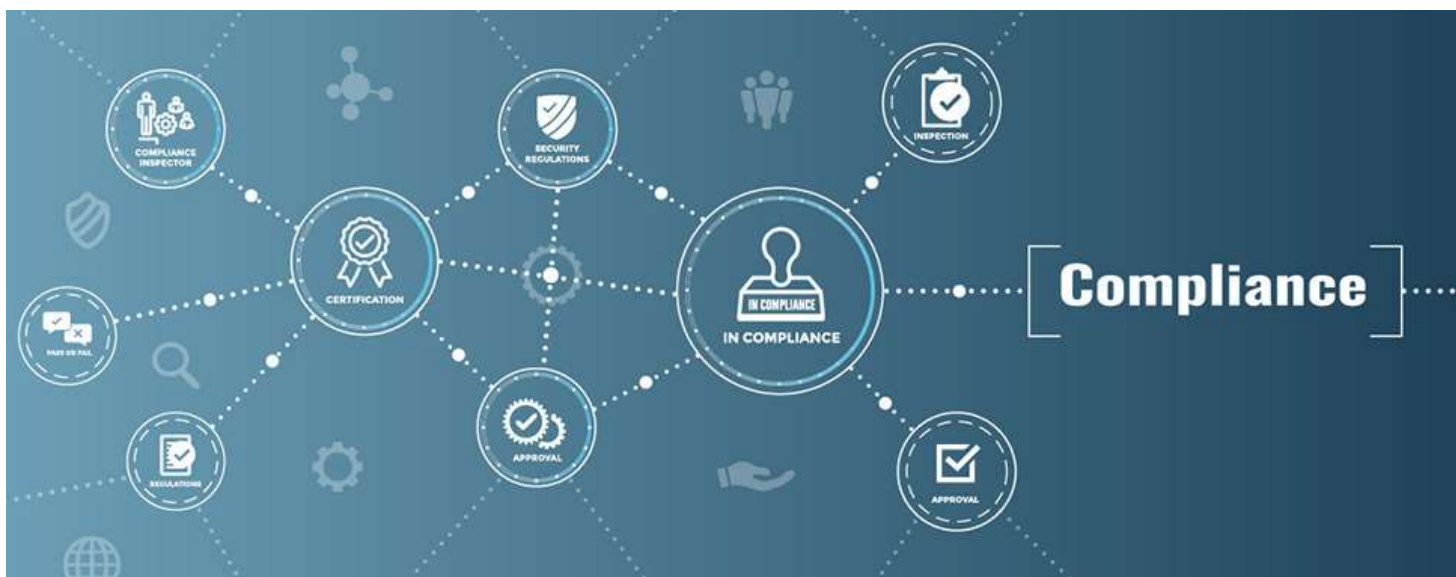 COMPLIANCE
INSPECTOR
SECURITY
REGULATIONS
INSPECTION
CERTIFICATION
IN COMPLIANCE
IN COMPLIANCE
Compliance
PASS OR FAIL
REGULATIONS
APPROVAL
APPROVAL